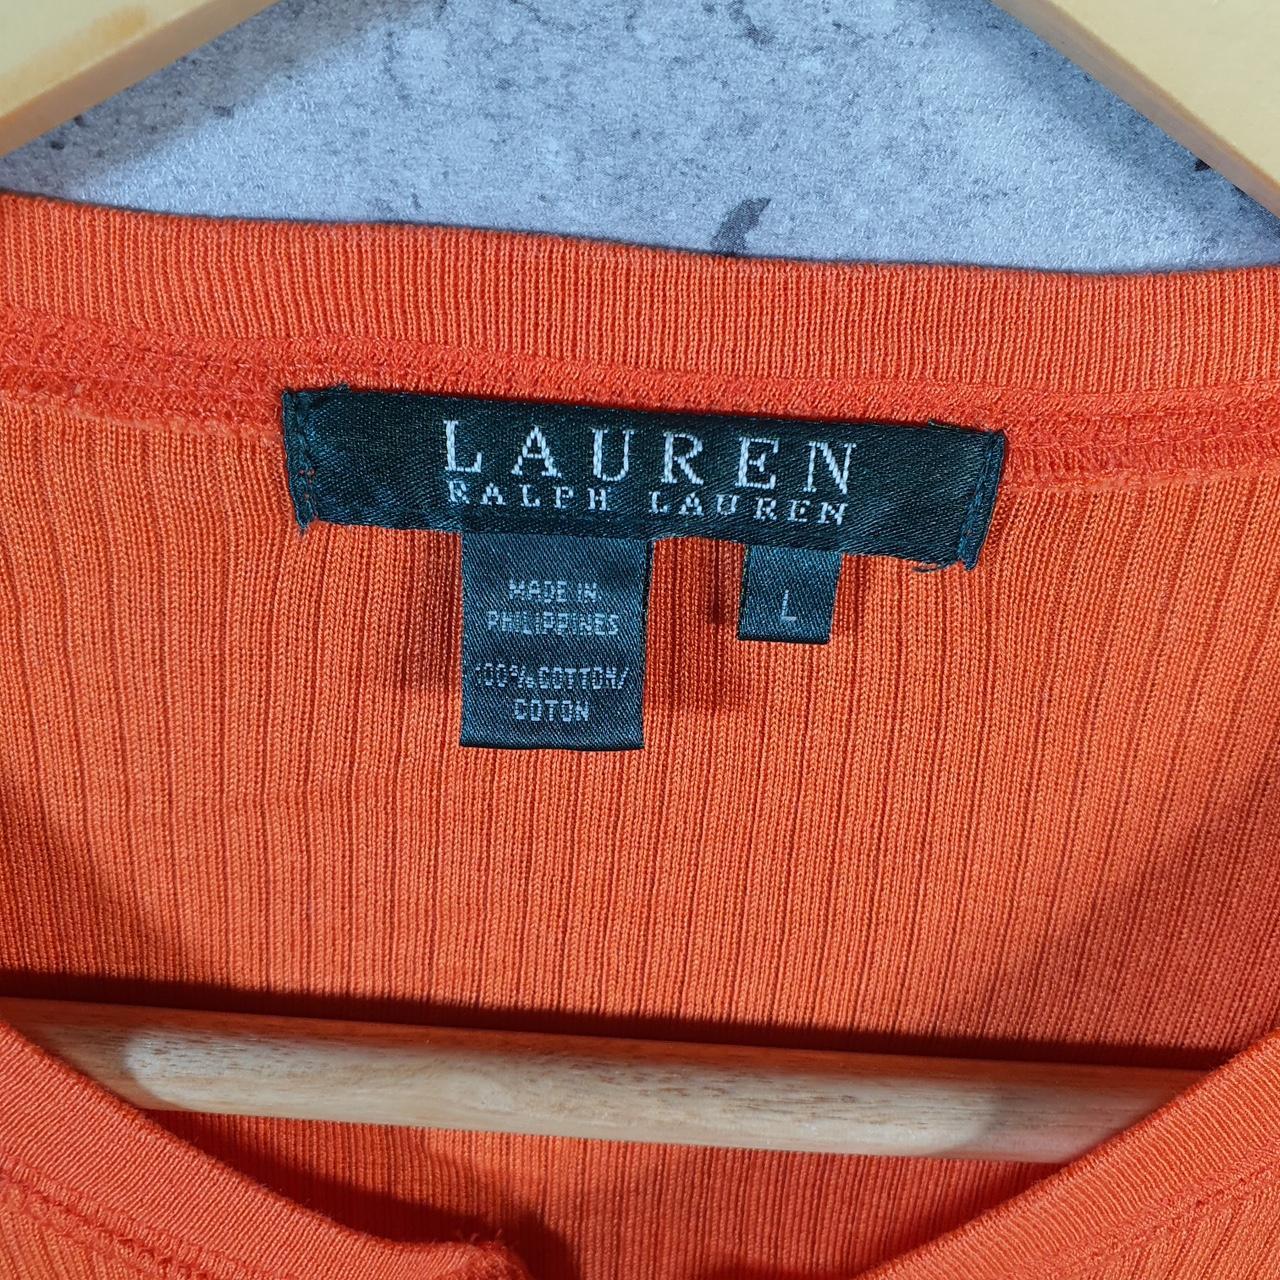 LAUREN
RALPH LAUREN
MADE IN
PHILIPPINES
100% COTTON/
COTON
L